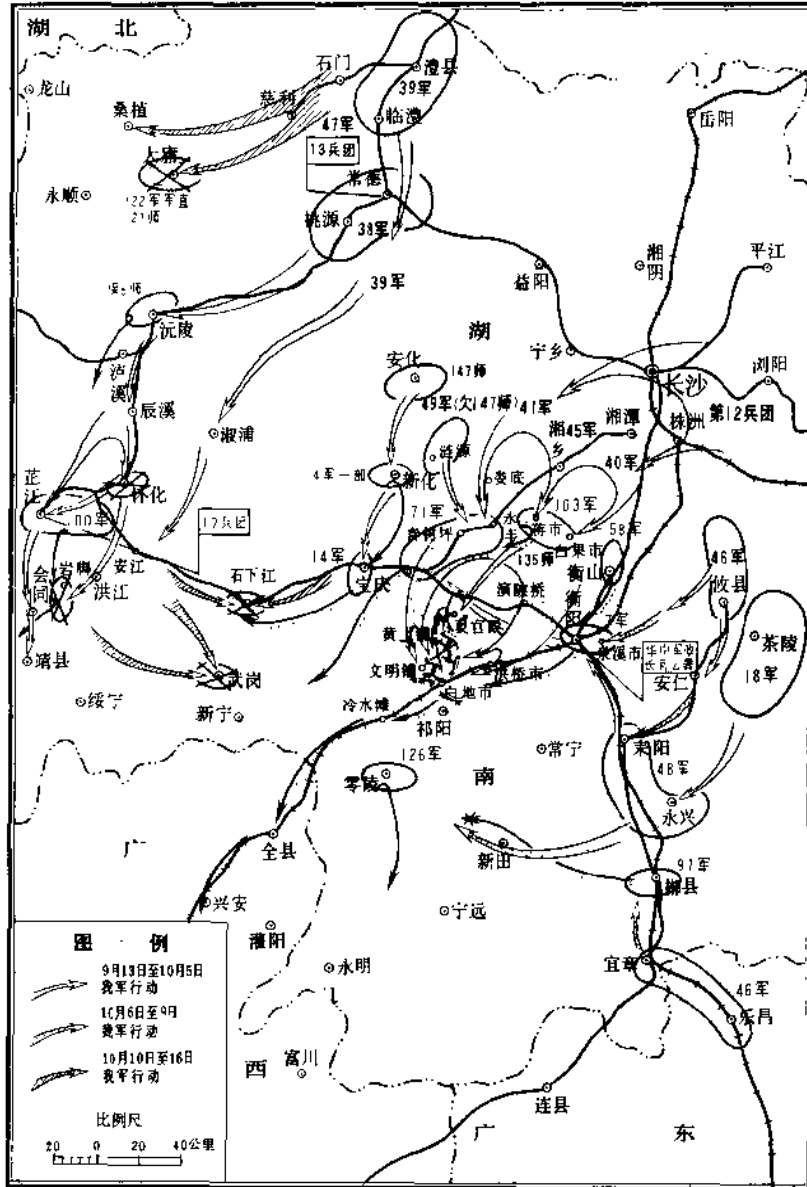 湖 北
石门
澧县
39军
龙山
慈利
临澧
桑植
47军
岳阳
13兵团
常德
永顺
122军军直
桃源
38军
湘阴
平江
益阳
39军
沅陵
湖
宁乡
浏阳
泸溪
安化
147师
长沙
49军(欠147师)
41军
第12兵团
辰溪
湘潭
株洲
溆浦
湘乡
45军
涟源
40军
4军一部
新化
娄底
芷江
怀化
103军
100军
17兵团
71军
58军
永丰
46军
14军
135师
白果市
会同
安江
石下江
衡山
攸县
洪江
宝庆
演陂桥
衡阳
7军
茶陵
靖县
文明铺
安仁
18军
武岗
白地市
绥宁
新宁
冷水滩
祁阳
126军
常宁
耒阳
零陵
南
48军
永兴
广
全县
新田
97军
郴县
兴安
宁远
灌阳
图 例
永明
宜章
9月13日至10月5日
我军行动
46军
10月6日至9日
我军行动
乐昌
10月10日至16日
我军行动
西
富川
连县
比例尺
20 0 20 40公里
广 东